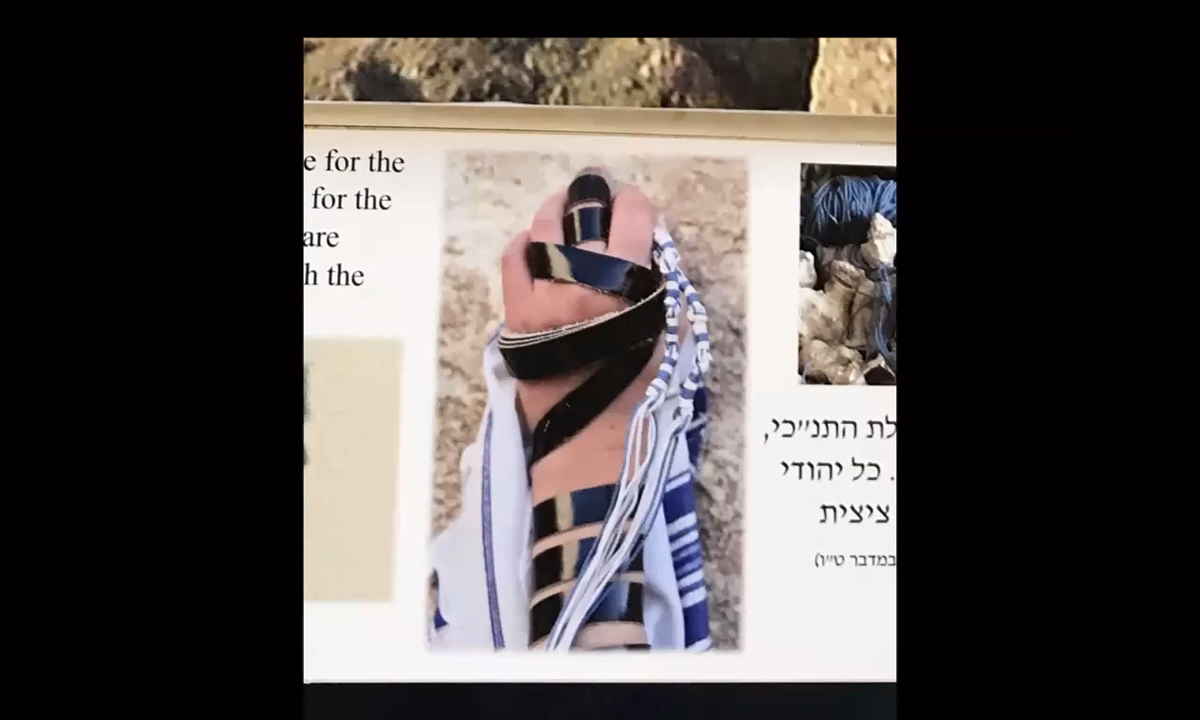 e for the
for the
are
h the
לת התנ״כי,
. כל יהודי
ציצית
במדבר ט״ו)